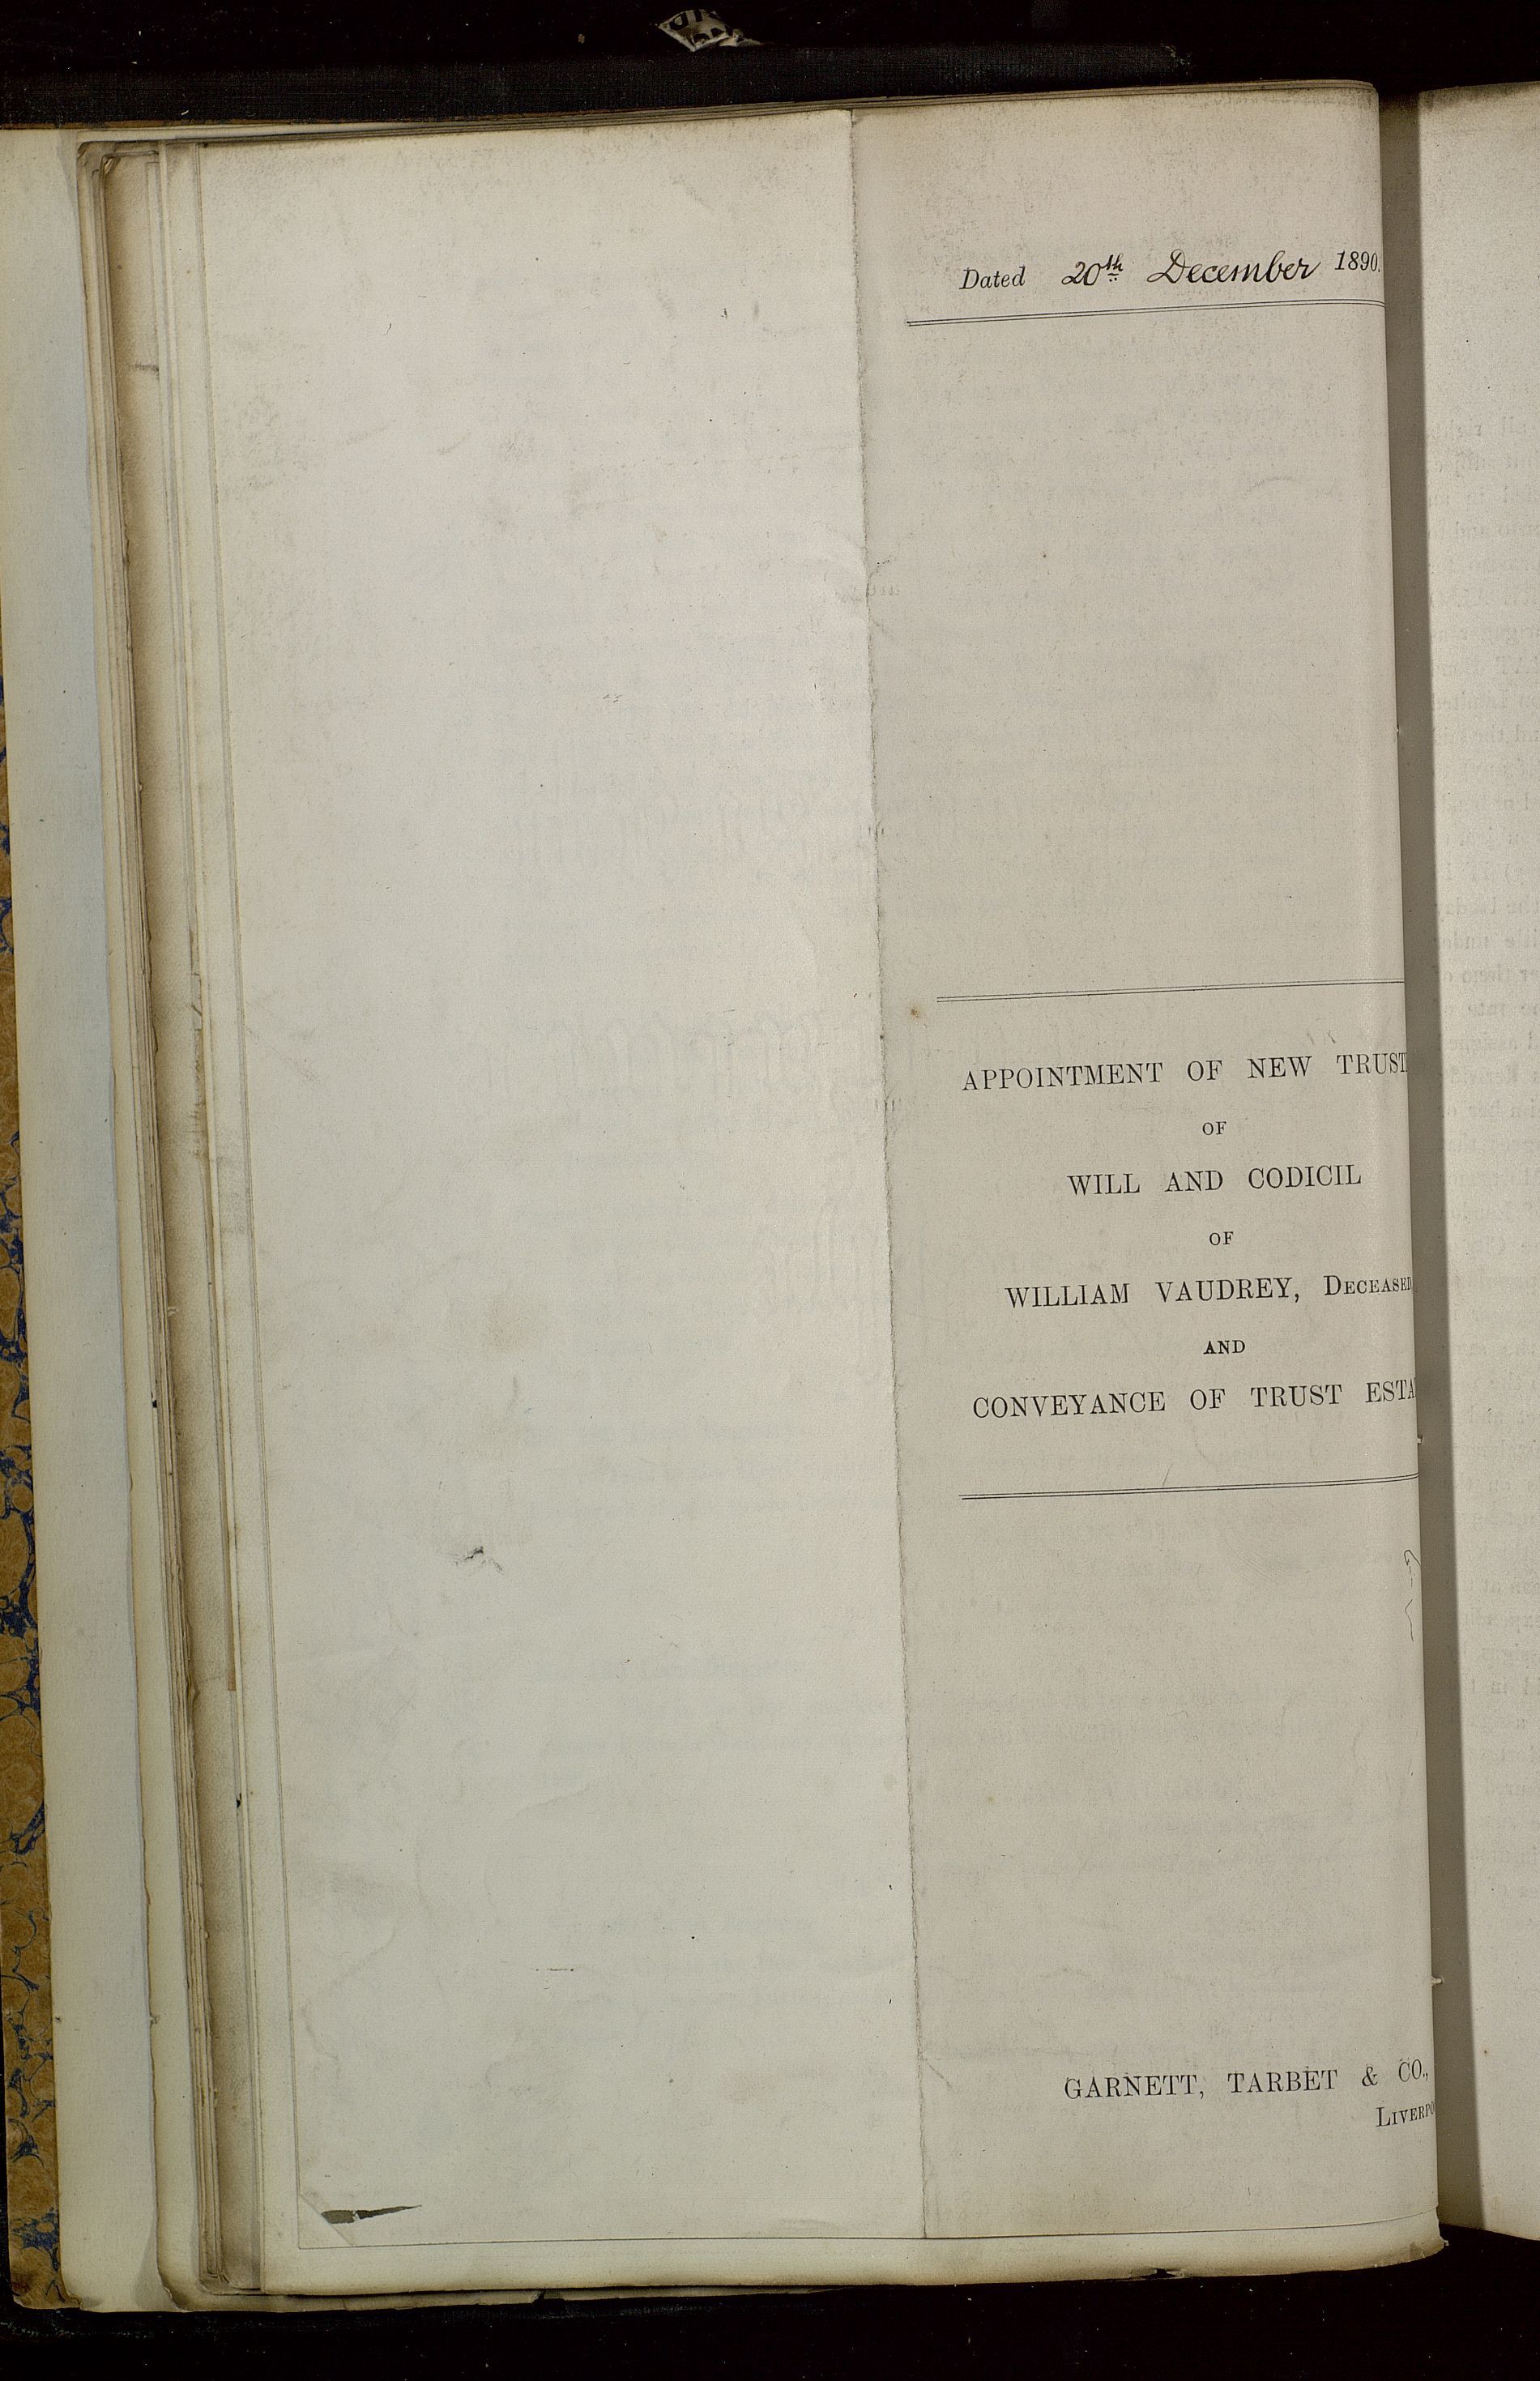 Dated 20th December 1890.
APPOINTMENT OF NEW TRUST
OF
WILL AND CODICIL
OF
WILLIAM VAUDREY, DECEASED
AND
CONVEYANCE OF TRUST ESTA
GARNETT, TARBET & CO.,
LIVERPO